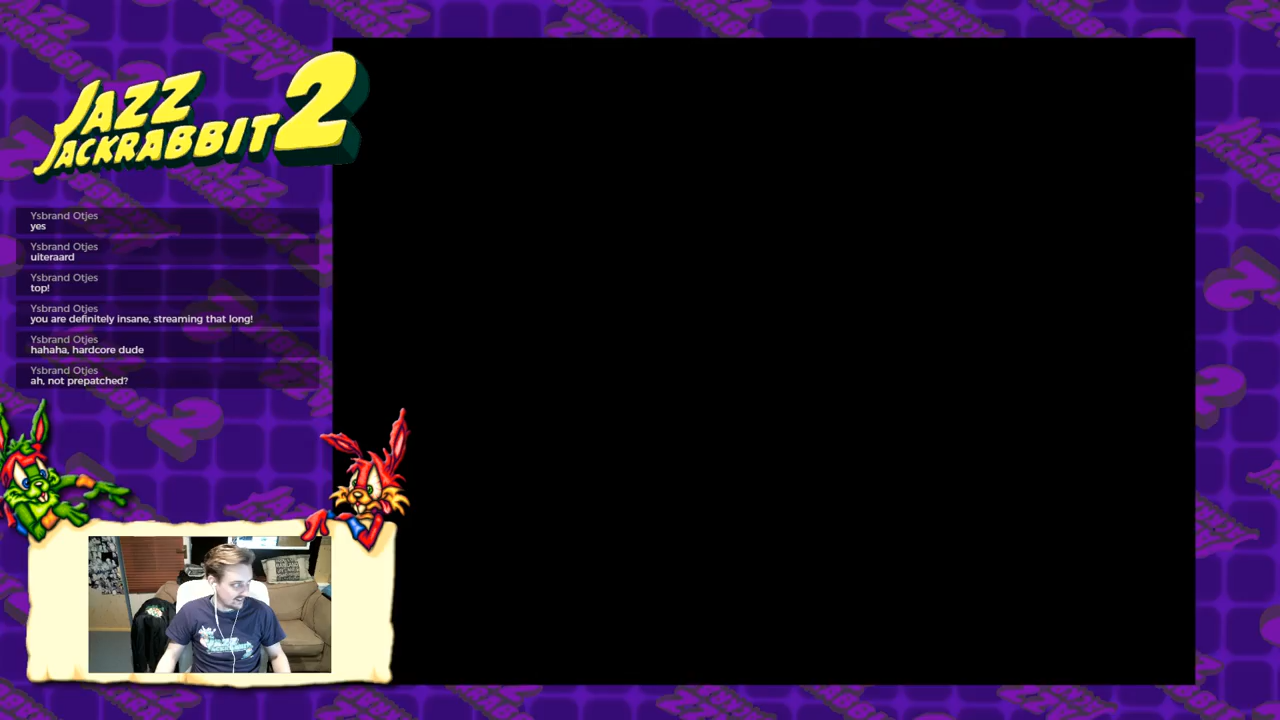 JAZZ
JACKRABBIT 2
Ysbrand Otjes
yes
Ysbrand Otjes
uiteraard
Ysbrand Otjes
top!
Ysbrand Otjes
you are definitely insane, streaming that long!
Ysbrand Otjes
hahaha, hardcore dude
Ysbrand Otjes
ah, not prepatched?